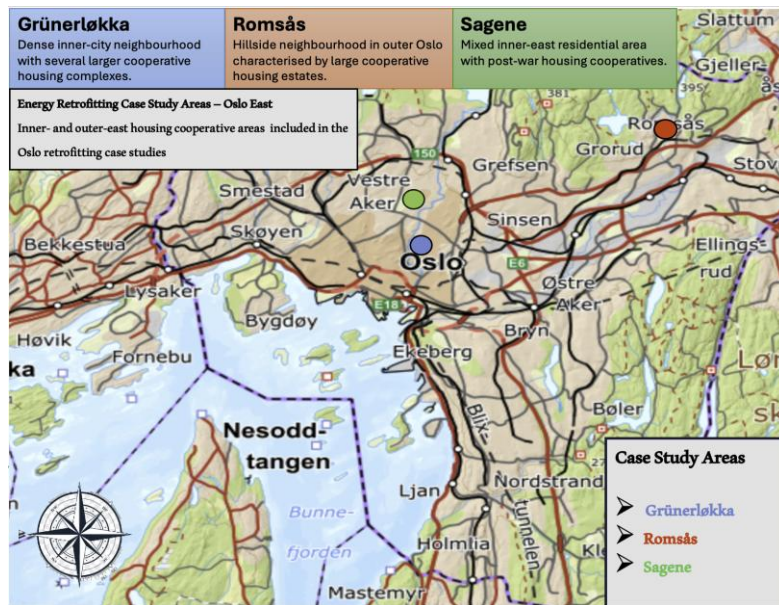 Grünerløkka
Dense inner-city neighbourhood
with several larger cooperative
housing complexes.
Romsås
Hillside neighbourhood in outer Oslo
characterised by large cooperative
housing estates.
Sagene
Mixed inner-east residential area
with post-war housing cooperatives.
Energy Retrofitting Case Study Areas – Oslo East
Inner- and outer-east housing cooperative areas included in the
Oslo retrofitting case studies
Slattum
Gjeller-
ås
395
381
Romsås
Grorud
Stov
150
Grefsen
Vestre
Aker
Smestad
Sinsen
Skøyen
Bekkestua
Oslo
E6
Ellings-
rud
Lysaker
E18
Østre
Aker
Bygdøy
Bryn
Høvik
Fornebu
Ekeberg
ka
Løn
Sk
Blix-
tunnelen
Bøler
Nesodd-
tangen
Nordstrand
Ljan
Bunne-
fjorden
Holmlia
Kl
Mastemyr
Case Study Areas
Grünerløkka
Romsås
Sagene